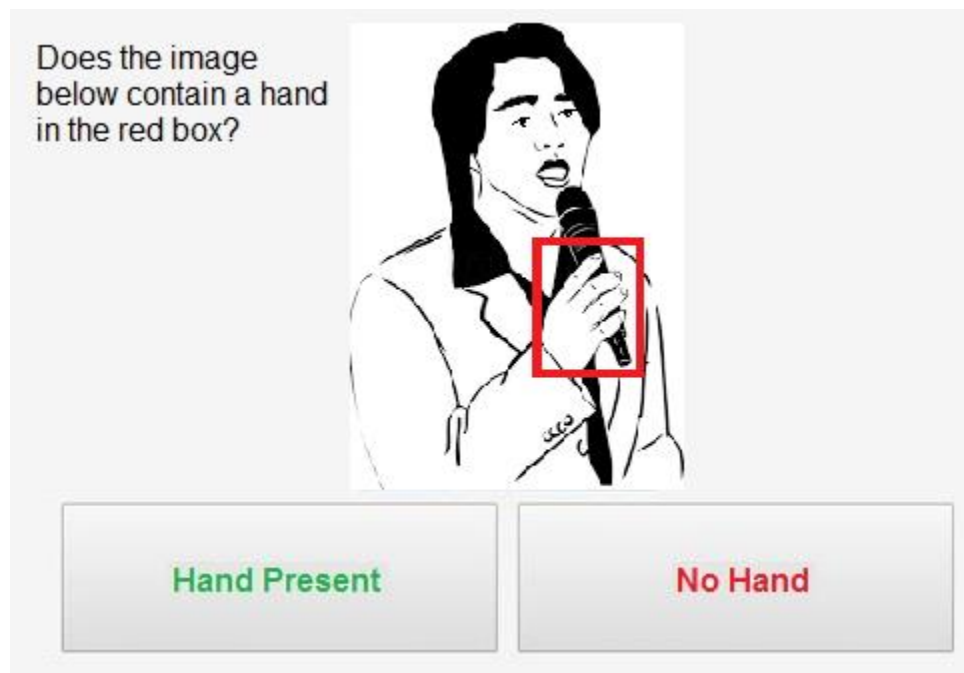 Does the image
below contain a hand
in the red box?
Hand Present
No Hand